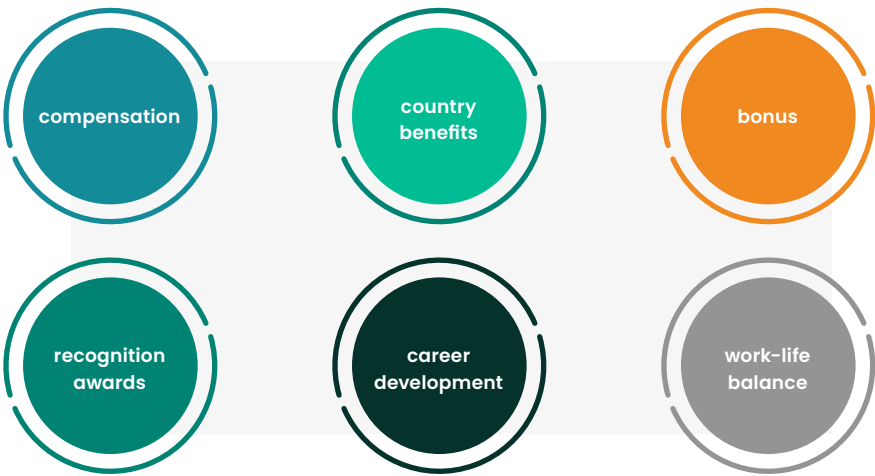 compensation
country
benefits
bonus
recognition
awards
career
development
work-life
balance